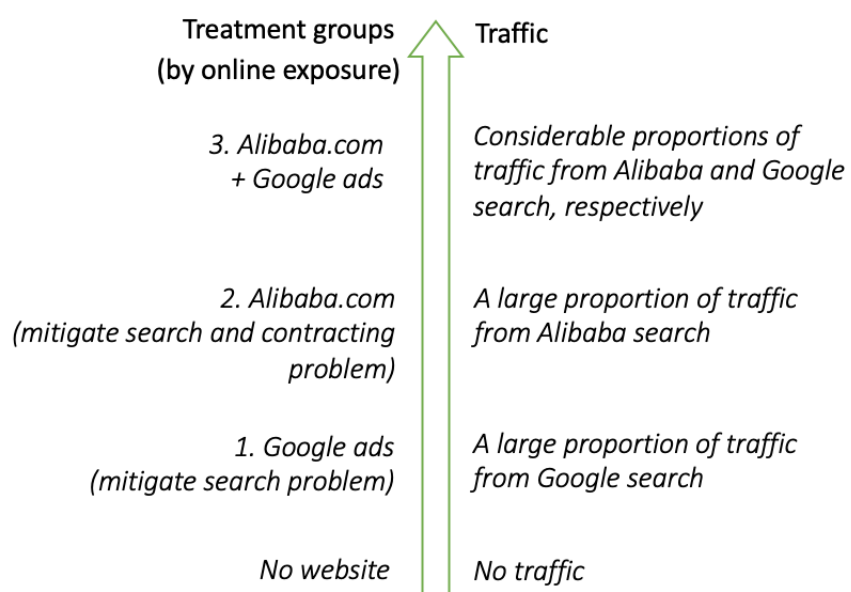 Treatment groups
(by online exposure)
Traffic
3. Alibaba.com
+ Google ads
Considerable proportions of
traffic from Alibaba and Google
search, respectively
2. Alibaba.com
(mitigate search and contracting
problem)
A large proportion of traffic
from Alibaba search
1. Google ads
(mitigate search problem)
A large proportion of traffic
from Google search
No website
No traffic